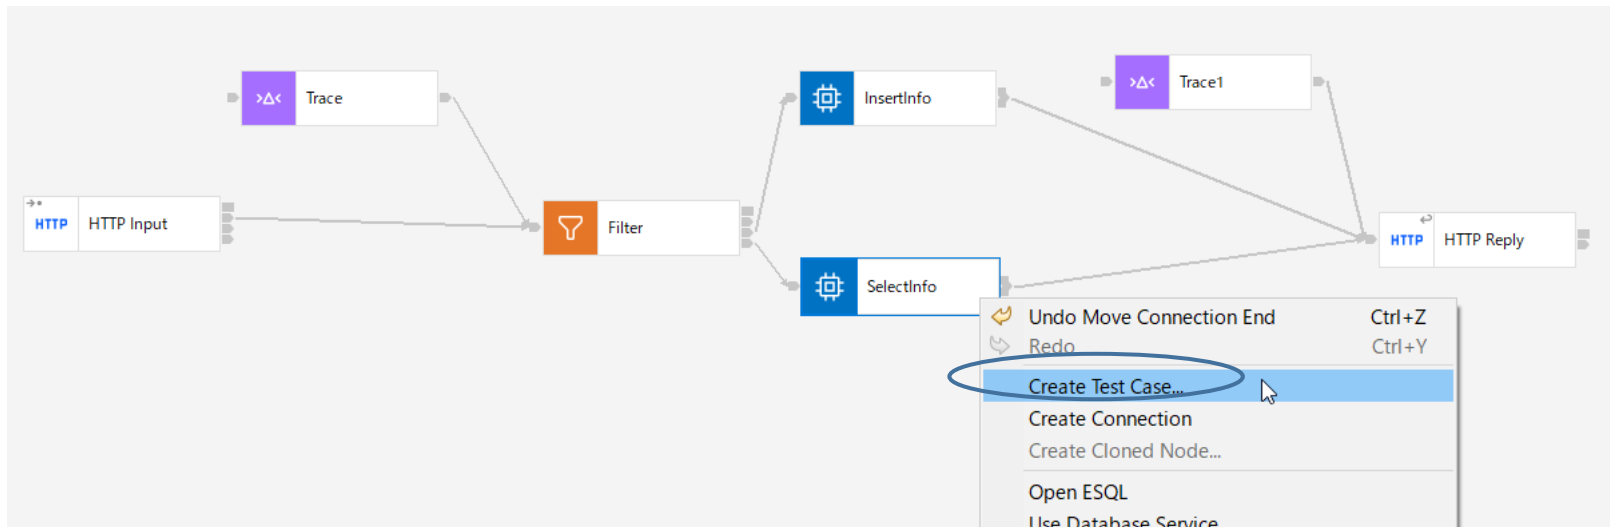 Trace
InsertInfo
Trace1
HTTP
HTTP Input
Filter
HTTP
HTTP Reply
SelectInfo
Undo Move Connection End Ctrl+Z
Redo Ctrl+Y
Create Test Case...
Create Connection
Create Cloned Node...
Open ESQL
Use Database Service